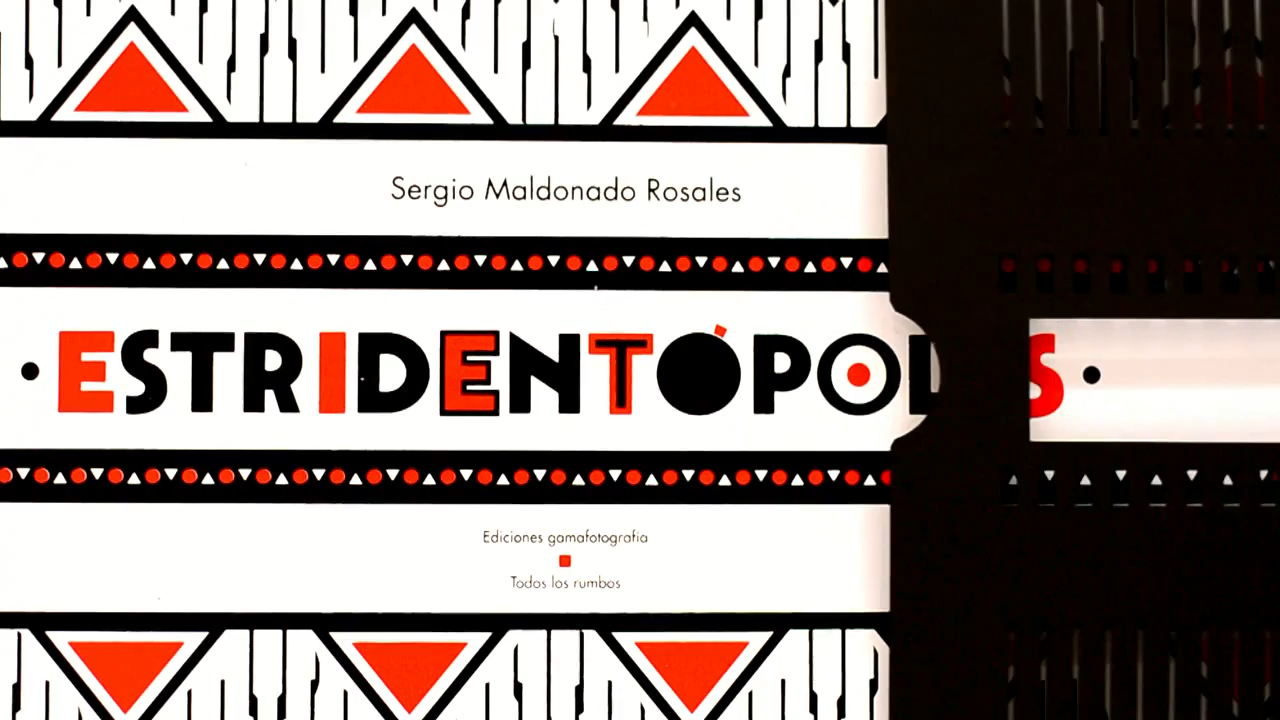 Sergio Maldonado Rosales
• ESTRIDENTÓPOL S •
Ediciones gamafotografía
Todos los rumbos